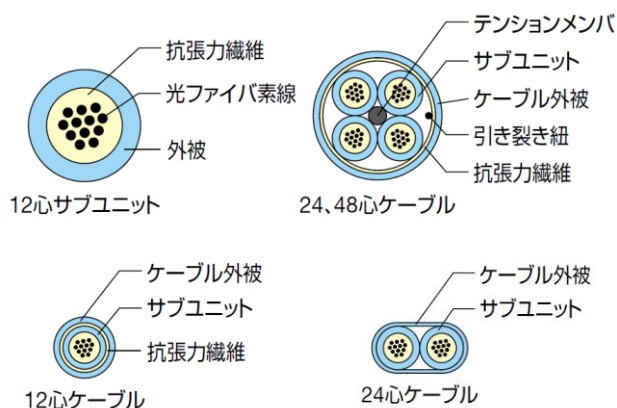 抗張力繊維
光ファイバ素線
外被
12心サブユニット
テンションメンバ
サブユニット
ケーブル外被
引き裂き紐
抗張力繊維
24、48心ケーブル
ケーブル外被
サブユニット
抗張力繊維
12心ケーブル
ケーブル外被
サブユニット
24心ケーブル